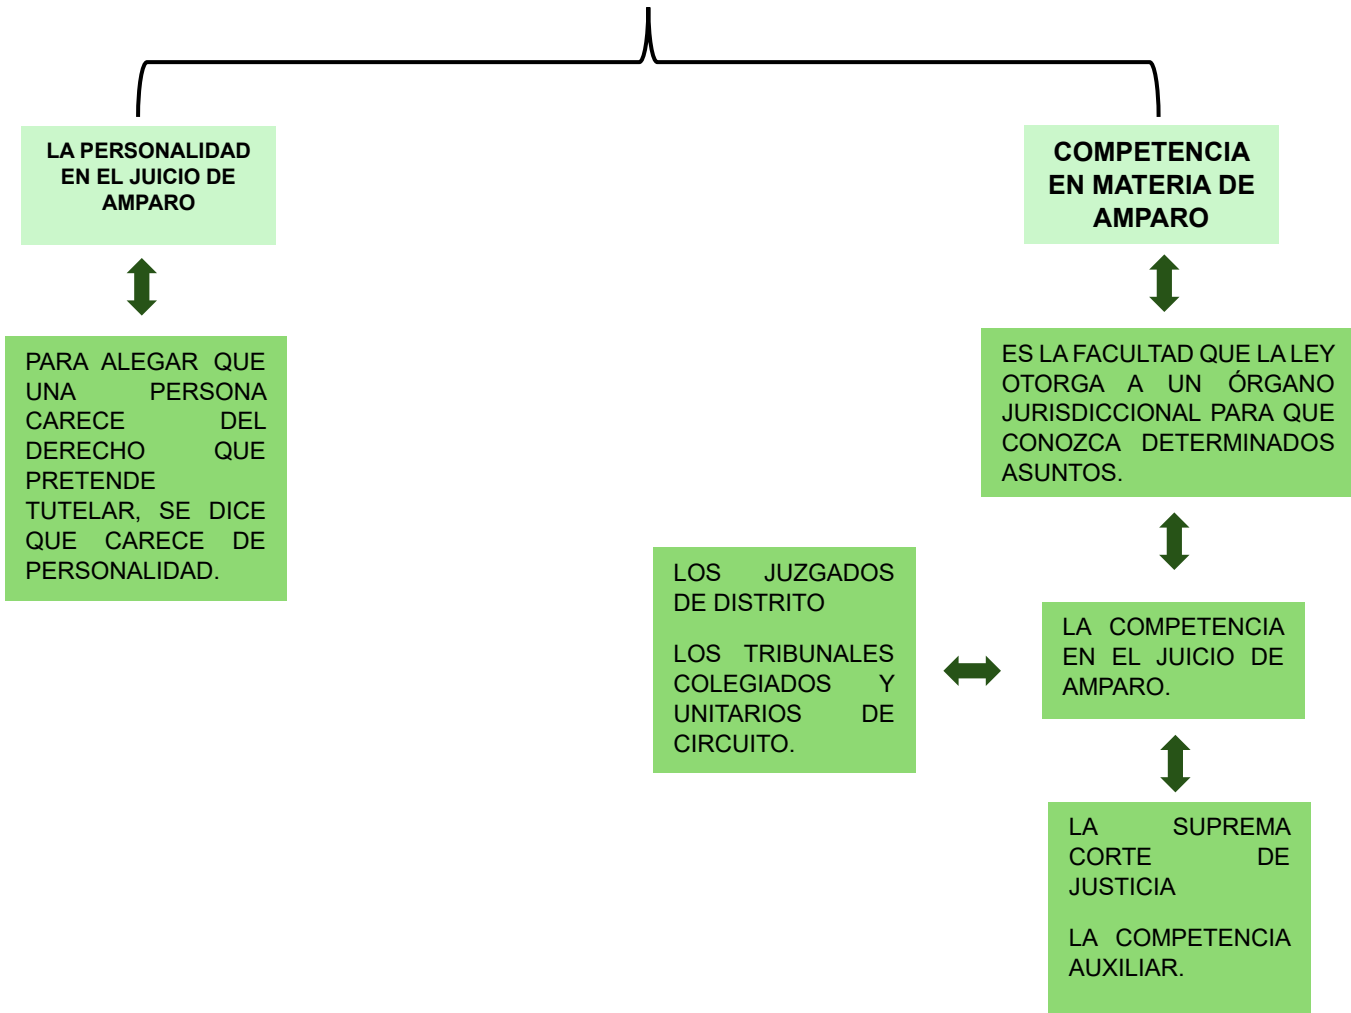 LA PERSONALIDAD
EN EL JUICIO DE
AMPARO
PARA ALEGAR QUE
UNA PERSONA
CARECE DEL
DERECHO QUE
PRETENDE
TUTELAR, SE DICE
QUE CARECE DE
PERSONALIDAD.
COMPETENCIA
EN MATERIA DE
AMPARO
ES LA FACULTAD QUE LA LEY
OTORGA A UN ÓRGANO
JURISDICCIONAL PARA QUE
CONOZCA DETERMINADOS
ASUNTOS.
LA COMPETENCIA
EN EL JUICIO DE
AMPARO.
LOS JUZGADOS
DE DISTRITO
LOS TRIBUNALES
COLEGIADOS Y
UNITARIOS DE
CIRCUITO.
LA SUPREMA
CORTE DE
JUSTICIA
LA COMPETENCIA
AUXILIAR.